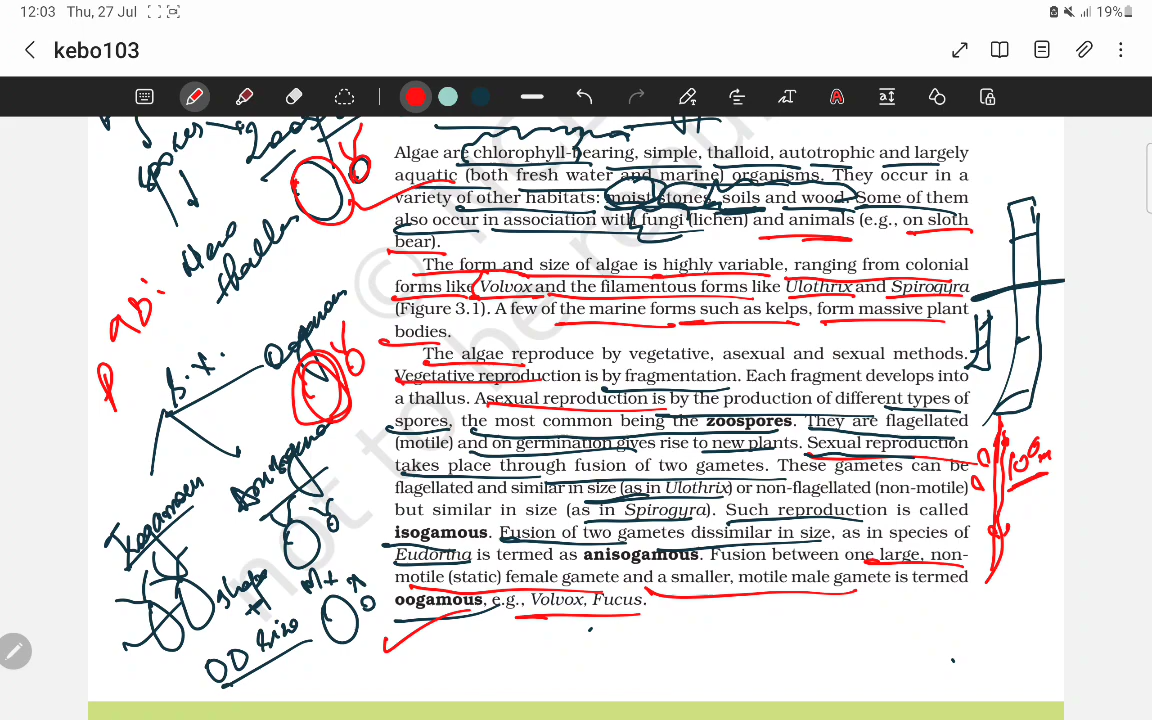 12:03 Thu, 27 Jul
19%
kebo103
Algae are chlorophyll-bearing, simple, thalloid, autotrophic and largely
aquatic (both fresh water and marine) organisms. They occur in a
variety of other habitats: moist stones, soils and wood. Some of them
also occur in association with fungi (lichen) and animals (e.g., on sloth
bear).
The form and size of algae is highly variable, ranging from colonial
forms like Volvox and the filamentous forms like Ulothrix and Spirogyra
(Figure 3.1). A few of the marine forms such as kelps, form massive plant
bodies.
The algae reproduce by vegetative, asexual and sexual methods.
Vegetative reproduction is by fragmentation. Each fragment develops into
a thallus. Asexual reproduction is by the production of different types of
spores, the most common being the zoospores. They are flagellated
(motile) and on germination gives rise to new plants. Sexual reproduction
takes place through fusion of two gametes. These gametes can be
flagellated and similar in size (as in Ulothrix) or non-flagellated (non-motile)
but similar in size (as in Spirogyra). Such reproduction is called
isogamous. Fusion of two gametes dissimilar in size, as in species of
Eudorina is termed as anisogamous. Fusion between one large, non-
motile (static) female gamete and a smaller, motile male gamete is termed
oogamous, e.g., Volvox, Fucus.
spores
New
thallus
Oogamous
size
100m
not to be